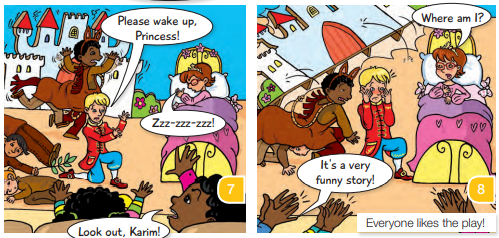 Please wake up,
Princess!
Zzz-zzz-zzz!
Look out, Karim!
7
Where am I?
It's a very
funny story!
8
Everyone likes the play!